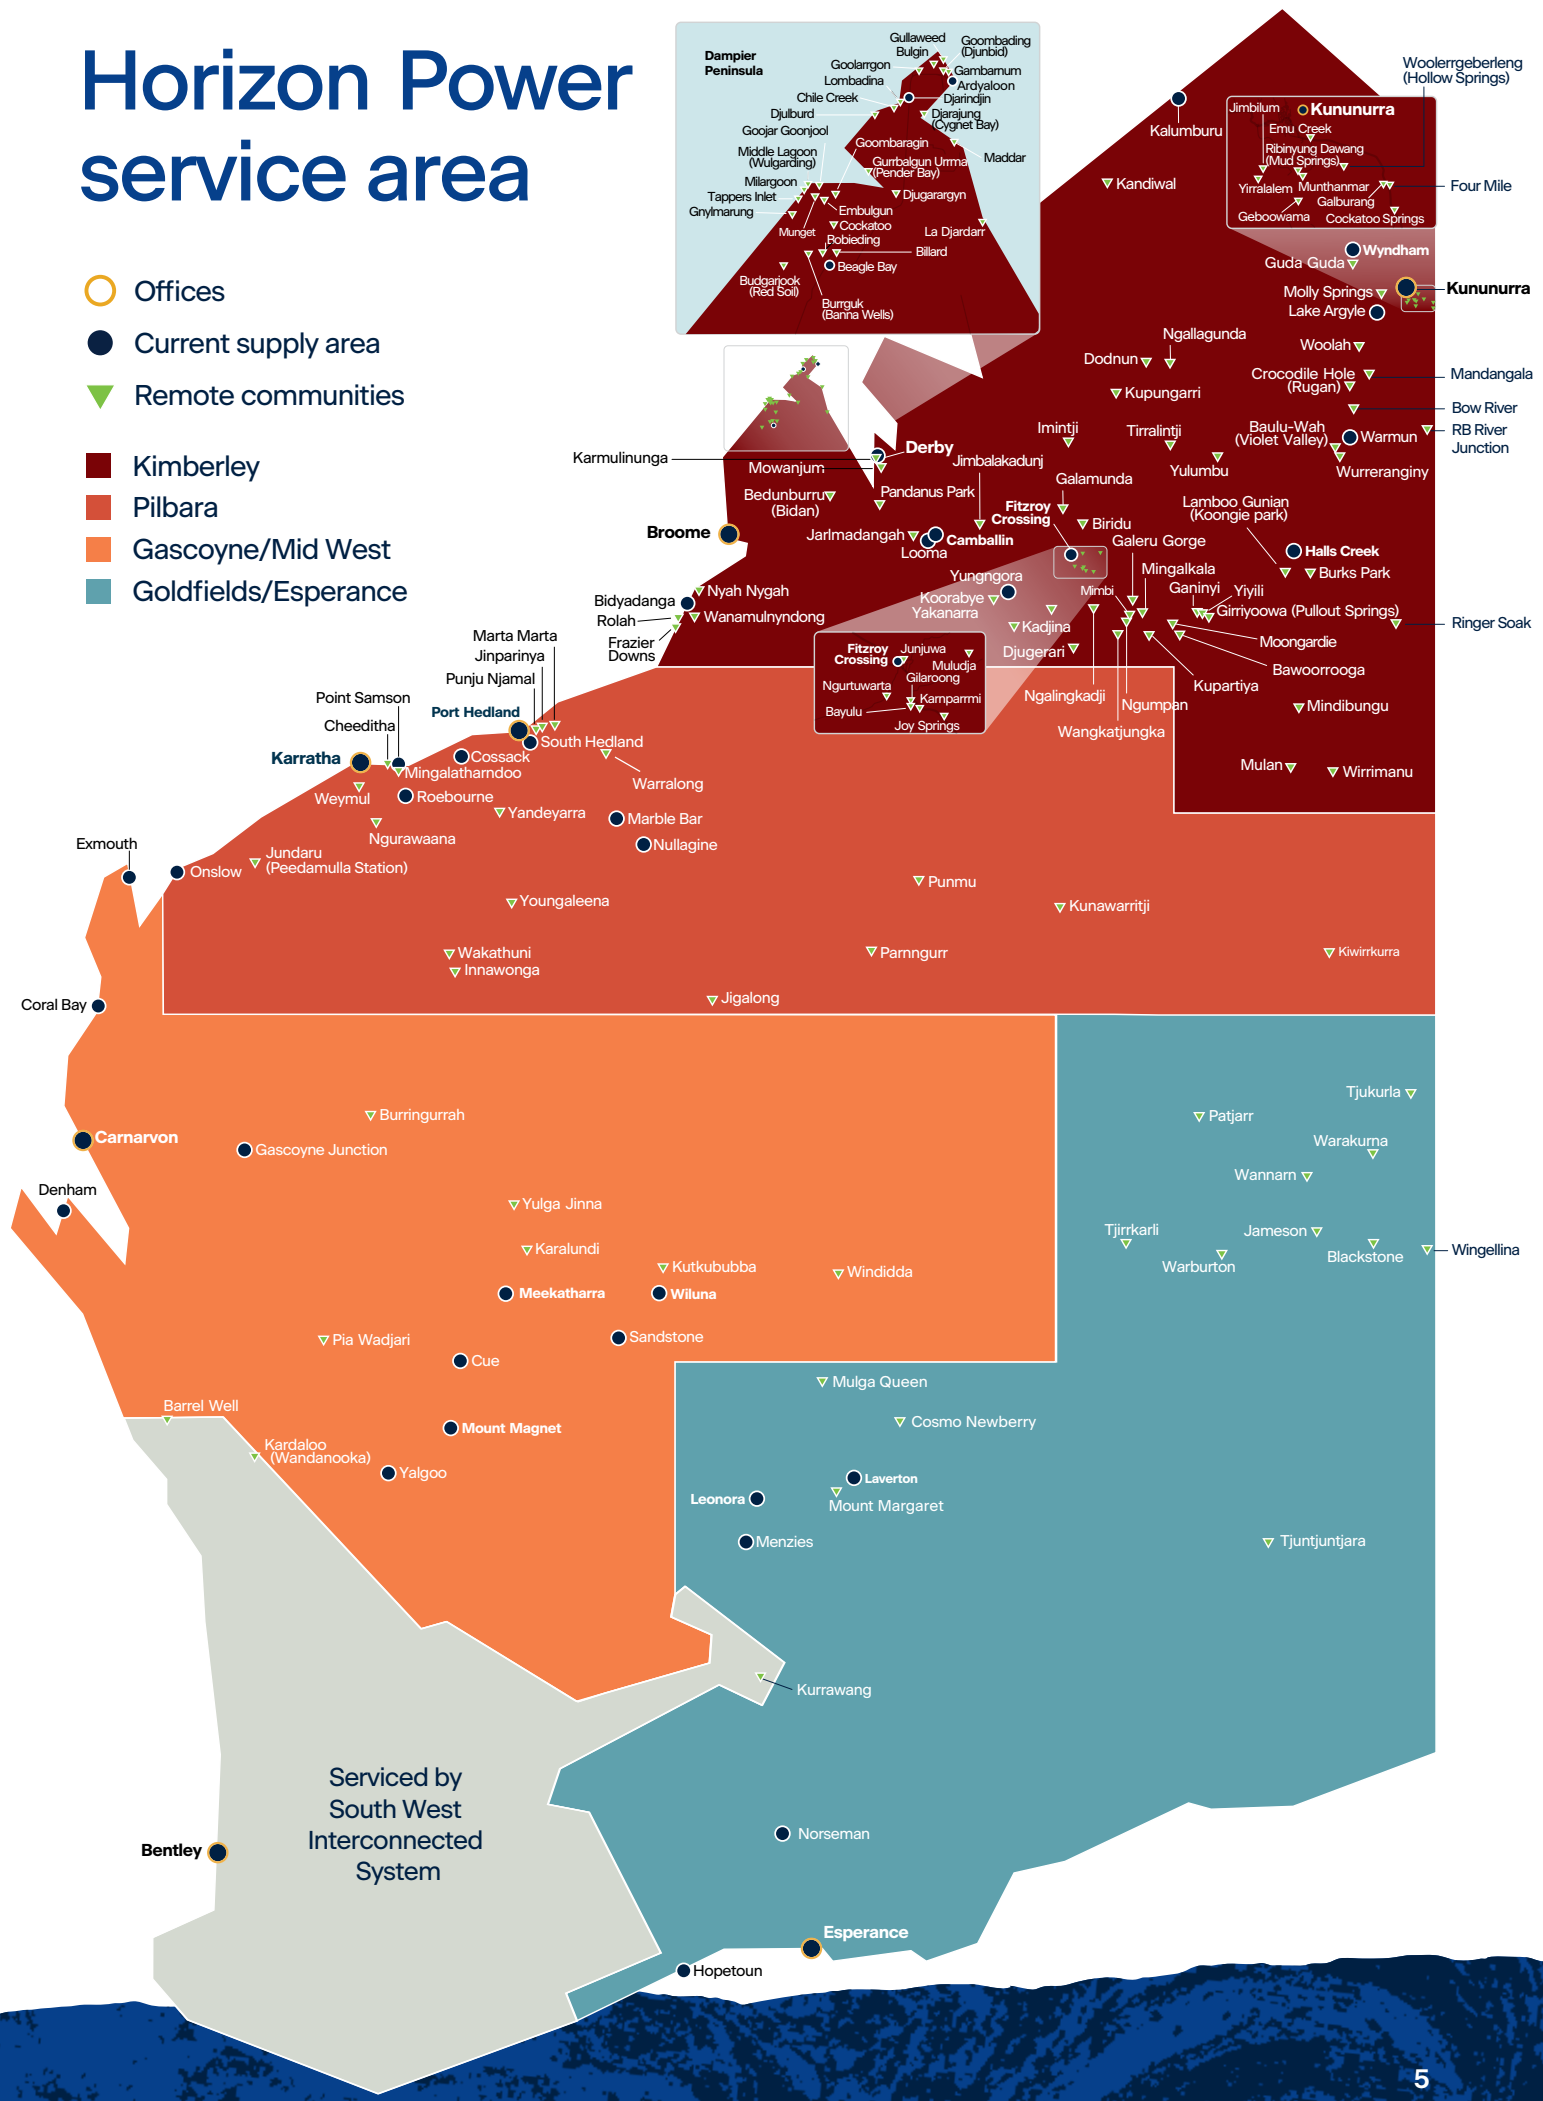 Horizon Power
service area
Offices
Current supply area
Remote communities
Kimberley
Pilbara
Gascoyne/Mid West
Goldfields/Esperance
Dampier
Peninsula
Gullaweed
Bulgin
Goombading
(Djunbid)
Goolarrgon
Gambarnum
Lombadina
Ardyaloon
Chile Creek
Djarindjin
Djulburd
Djarajung
(Cygnet Bay)
Goojar Goonjool
Goombaragin
Middle Lagoon
(Wulgarding)
Maddar
Gurrbalgun Urrma
(Pender Bay)
Milargoon
Tappers Inlet
Djugarargyn
Gnylmarung
Embulgun
Munget
Cockatoo
La Djardarr
Robieding
Billard
Beagle Bay
Budgarjook
(Red Soil)
Burrguk
(Banna Wells)
Woolerrgeberleng
(Hollow Springs)
Jimbilum
Kununurra
Emu Creek
Ribinyung Dawang
(Mud Springs)
Yirralalem
Munthanmar
Four Mile
Galburang
Geboowama
Cockatoo Springs
Kalumburu
Kandiwal
Wyndham
Guda Guda
Molly Springs
Kununurra
Lake Argyle
Ngallagunda
Woolah
Dodnun
Crocodile Hole
(Rugan)
Mandangala
Kupungarri
Bow River
Imintji
Tirralintji
Baulu-Wah
(Violet Valley)
Warmun
RB River
Junction
Derby
Karmulinunga
Mowanjum
Jimbalakadunj
Yulumbu
Wurreranginy
Galamunda
Bedunburru
(Bidan)
Pandanus Park
Lamboo Gunian
(Koongie park)
Fitzroy
Crossing
Biridu
Broome
Jarlmadangah
Camballin
Looma
Galeru Gorge
Halls Creek
Mingalkala
Burks Park
Yungngora
Nyah Nygah
Mimbi
Ganinyi
Yiyili
Bidyadanga
Koorabye
Yakanarra
Girriyoowa (Pullout Springs)
Rolah
Wanamulnyndong
Ringer Soak
Kadjina
Frazier
Downs
Marta Marta
Moongardie
Djugerari
Jinparinya
Fitzroy
Crossing
Junjuwa
Muludja
Bawoorrooga
Punju Njamal
Gilaroong
Ngurtuwarta
Karnparrmi
Kupartiya
Point Samson
Ngalingkadji
Ngumpan
Bayulu
Joy Springs
Mindibungu
Port Hedland
Cheeditha
Wangkatjungka
South Hedland
Karratha
Cossack
Mingalatharndoo
Mulan
Wirrimanu
Warralong
Weymul
Roebourne
Yandeyarra
Marble Bar
Ngurawaana
Nullagine
Exmouth
Jundaru
(Peedamulla Station)
Onslow
Punmu
Youngaleena
Kunawarritji
Wakathuni
Parnngurr
Kiwirrkurra
Innawonga
Jigalong
Coral Bay
Tjukurla
Burringurrah
Patjarr
Carnarvon
Warakurna
Gascoyne Junction
Wannarn
Denham
Yulga Jinna
Tjirrkarli
Jameson
Karalundi
Wingellina
Blackstone
Kutkububba
Warburton
Windidda
Meekatharra
Wiluna
Pia Wadjari
Sandstone
Cue
Mulga Queen
Barrel Well
Cosmo Newberry
Mount Magnet
Kardaloo
(Wandanooka)
Yalgoo
Laverton
Leonora
Mount Margaret
Menzies
Tjuntjuntjara
Kurrawang
Serviced by
South West
Interconnected
System
Norseman
Bentley
Esperance
Hopetoun
5